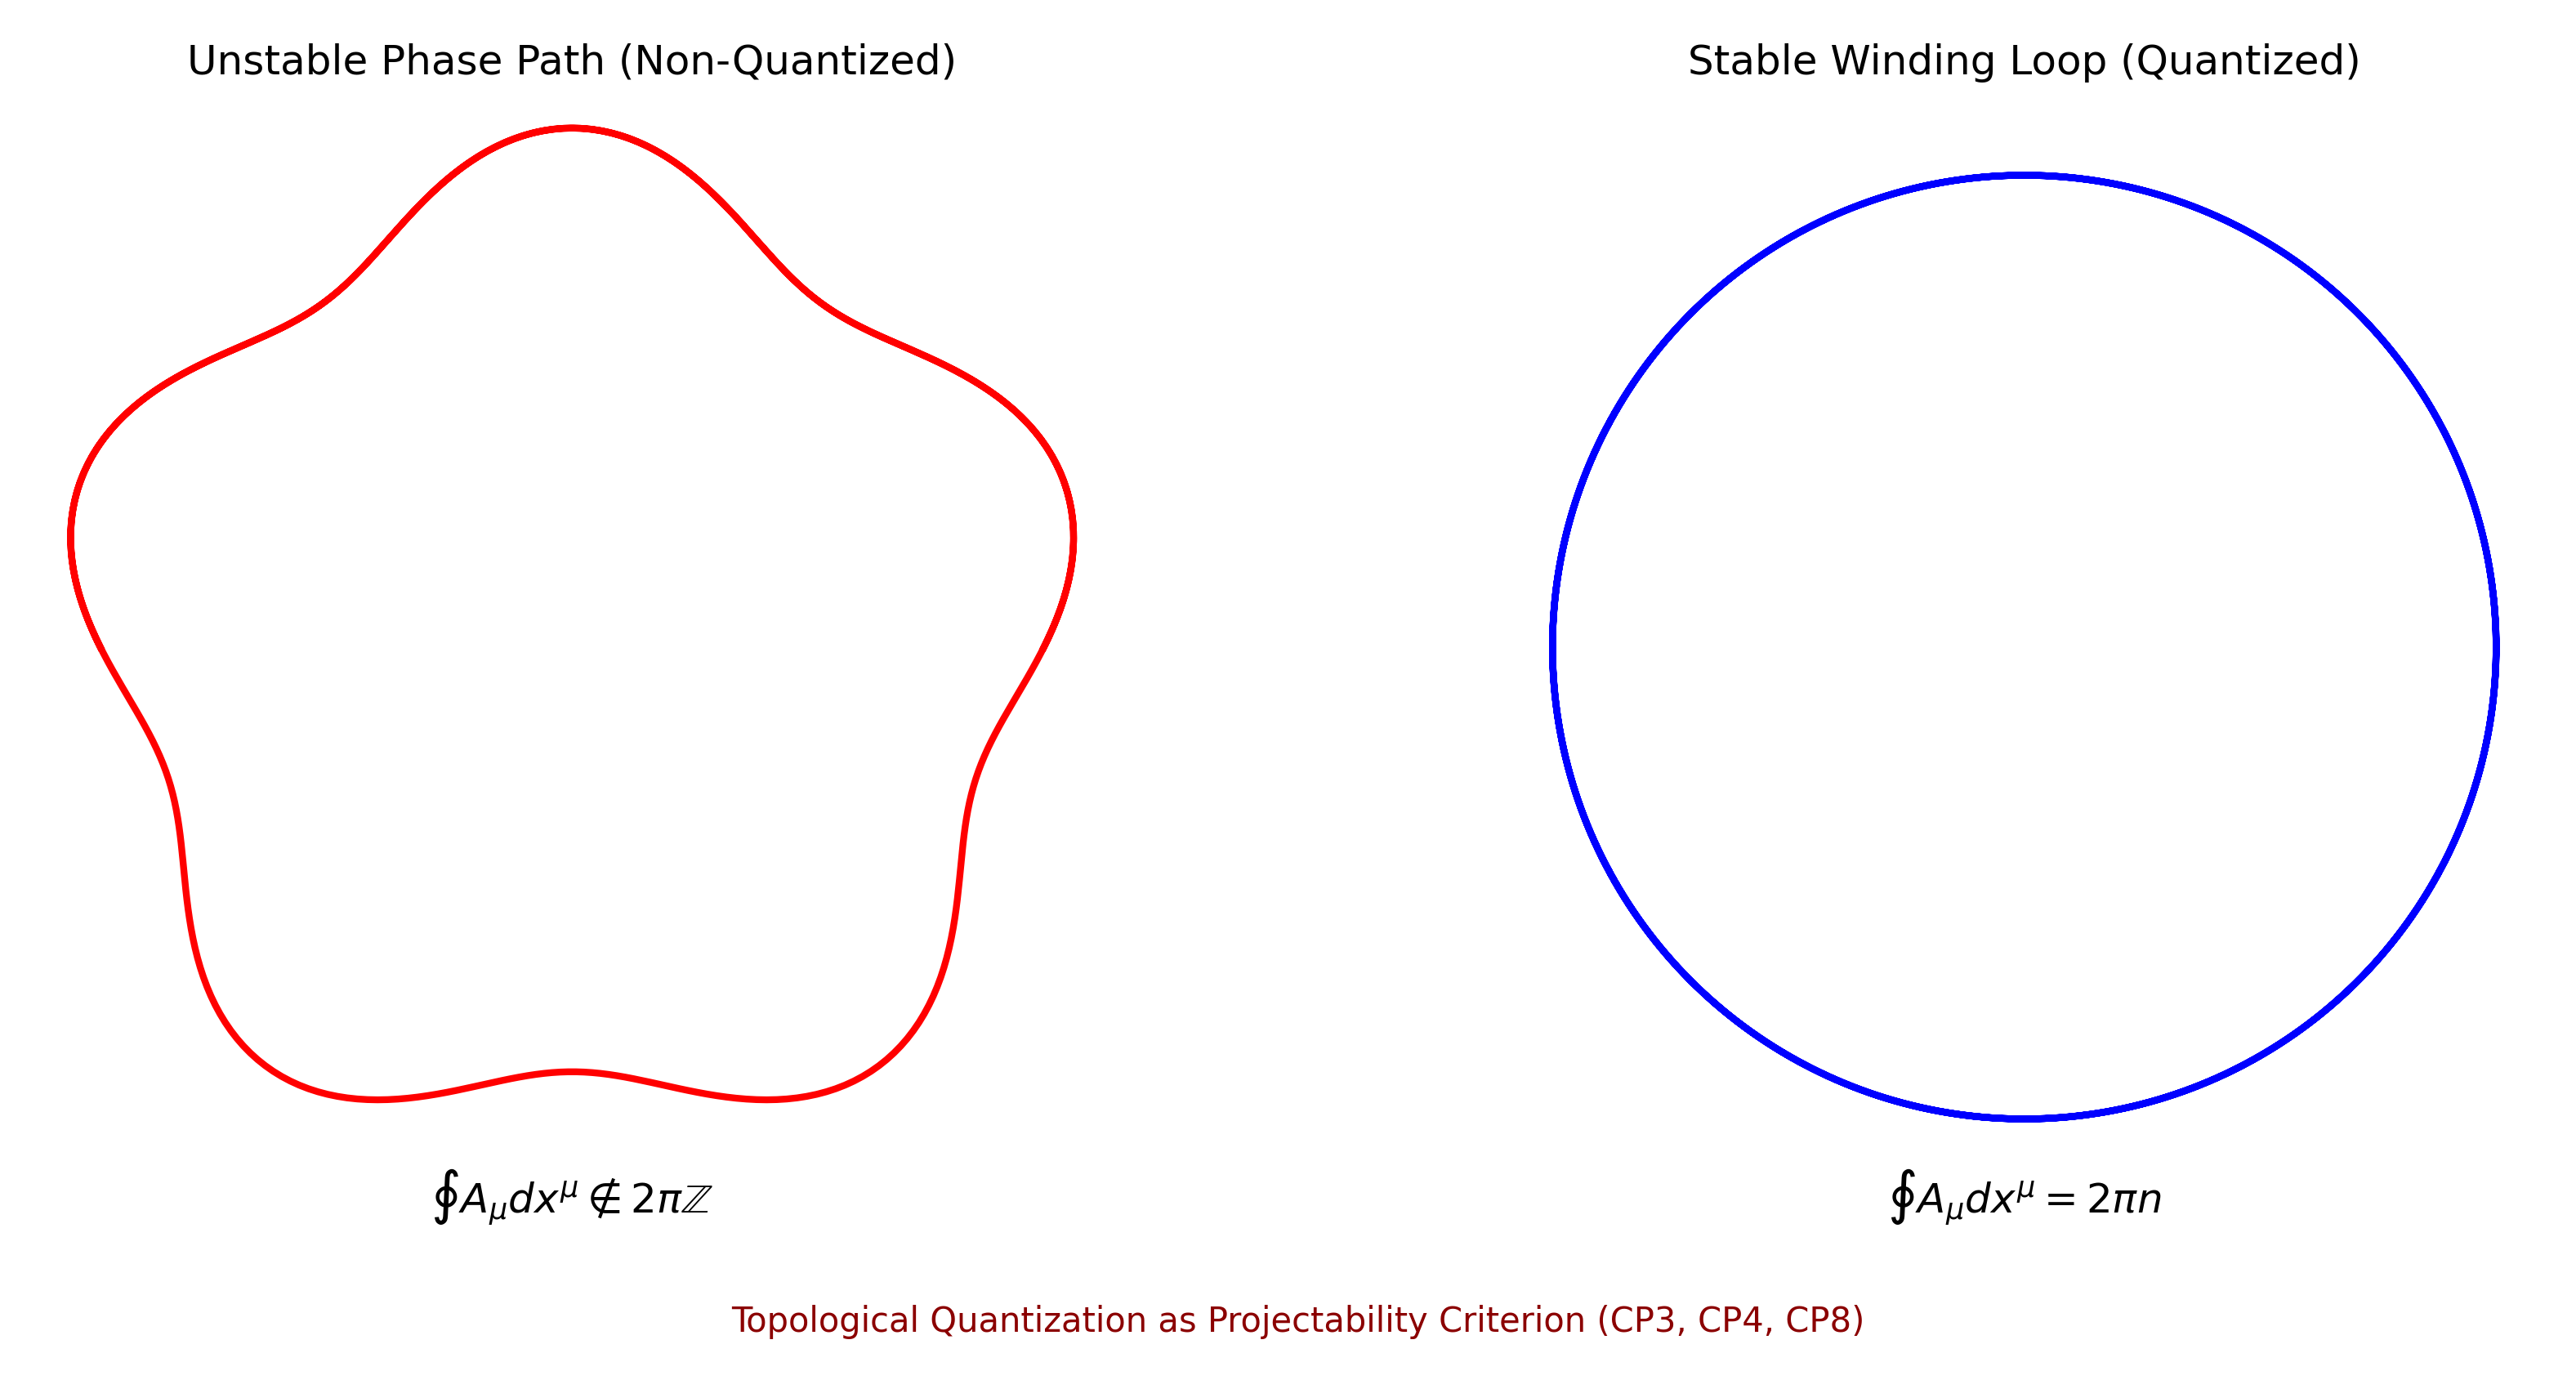 Unstable Phase Path (Non-Quantized)
Stable Winding Loop (Quantized)
∮A_μdx^μ ∉ 2πℤ
∮A_μdx^μ = 2πn
Topological Quantization as Projectability Criterion (CP3, CP4, CP8)